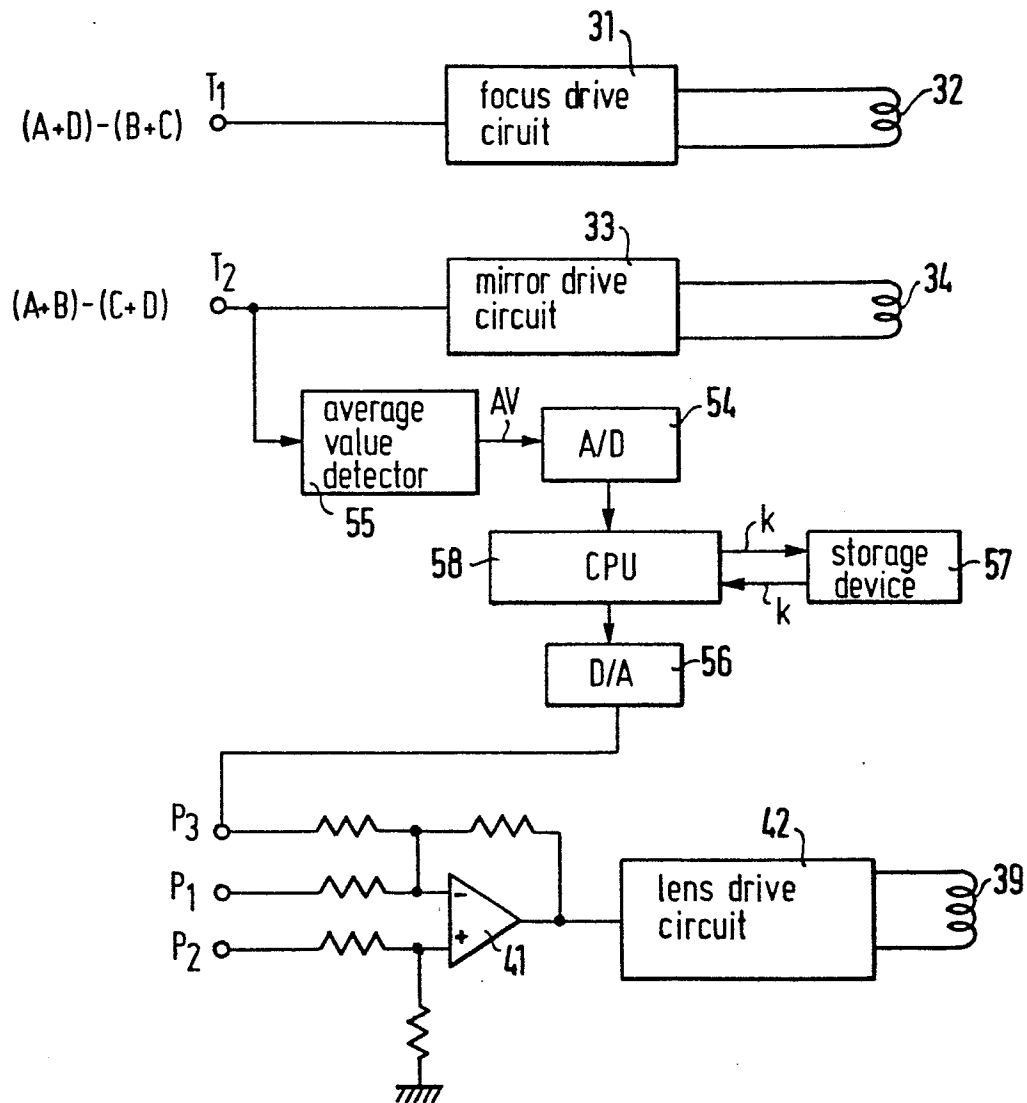 31
T1
(A+D)-(B+C)
focus drive
ciruit
32
33
T2
(A+B)-(C+D)
mirror drive
circuit
34
average
value
detector
55
AV
A/D
54
58
CPU
k
k
storage
device
57
D/A
56
P3
P1
P2
-
+
41
42
lens drive
circuit
39